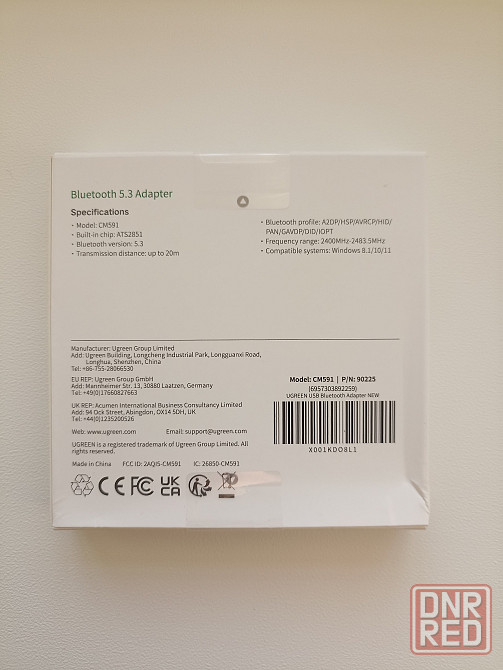 Bluetooth 5.3 Adapter
Specifications
· Model: CM591
· Built-in chip: ATS2851
· Bluetooth version: 5.3
· Transmission distance: up to 20m
· Bluetooth profile: A2DP/HSP/AVRCP/HID/
PAN/GAVDP/DID/IOPT
· Frequency range: 2400MHz-2483.5MHz
· Compatible systems: Windows 8.1/10/11
Manufacturer: Ugreen Group Limited
Add: Ugreen Building, Longcheng Industrial Park, Longguanxi Road,
Longhua, Shenzhen, China
Tel: +86-755-28066530
EU REP: Ugreen Group GmbH
Add: Mannheimer Str. 13, 30880 Laatzen, Germany
Tel: +49(0)17660827663
UK REP: Acumen International Business Consultancy Limited
Add: 94 Ock Street, Abingdon, OX14 5DH, UK
Tel: +44(0)1235200526
Web: www.ugreen.com Email: support@ugreen.com
UGREEN is a registered trademark of Ugreen Group Limited. All
rights reserved.
Made in China FCC ID: 2AQI5-CM591 IC: 26850-CM591
CE FC UK
CA
Model: CM591 | P/N: 90225
(6957303892259)
UGREEN USB Bluetooth Adapter NEW
X001KDO8L1
DNR
RED